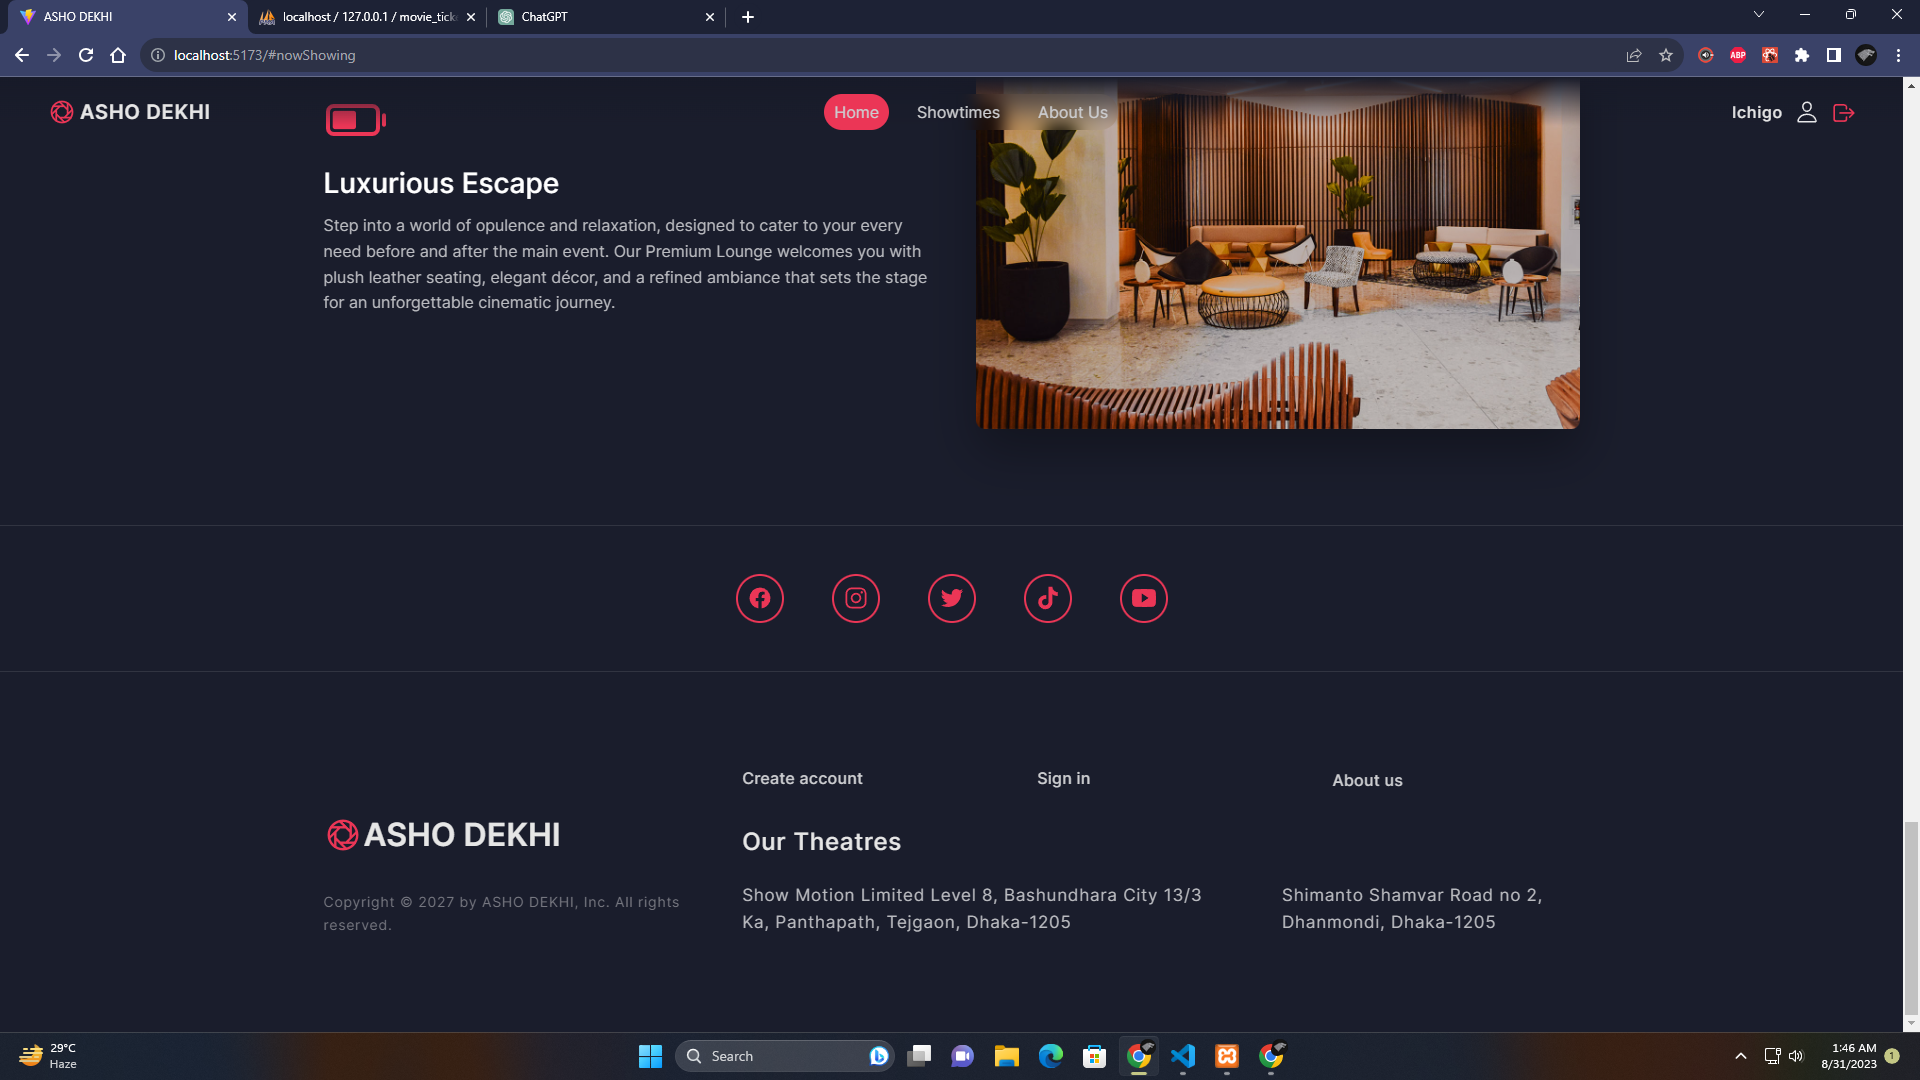 ASHO DEKHI
localhost / 127.0.0.1 / movie_tick
ChatGPT
localhost:5173/#nowShowing
ABP
ASHO DEKHI
Home
Showtimes
About Us
Ichigo
Luxurious Escape
Step into a world of opulence and relaxation, designed to cater to your every
need before and after the main event. Our Premium Lounge welcomes you with
plush leather seating, elegant décor, and a refined ambiance that sets the stage
for an unforgettable cinematic journey.
Create account
Sign in
About us
ASHO DEKHI
Copyright © 2027 by ASHO DEKHI, Inc. All rights
reserved.
Our Theatres
Show Motion Limited Level 8, Bashundhara City 13/3
Ka, Panthapath, Tejgaon, Dhaka-1205
Shimanto Shamvar Road no 2,
Dhanmondi, Dhaka-1205
29°C
Haze
Search
1:46 AM
8/31/2023
1